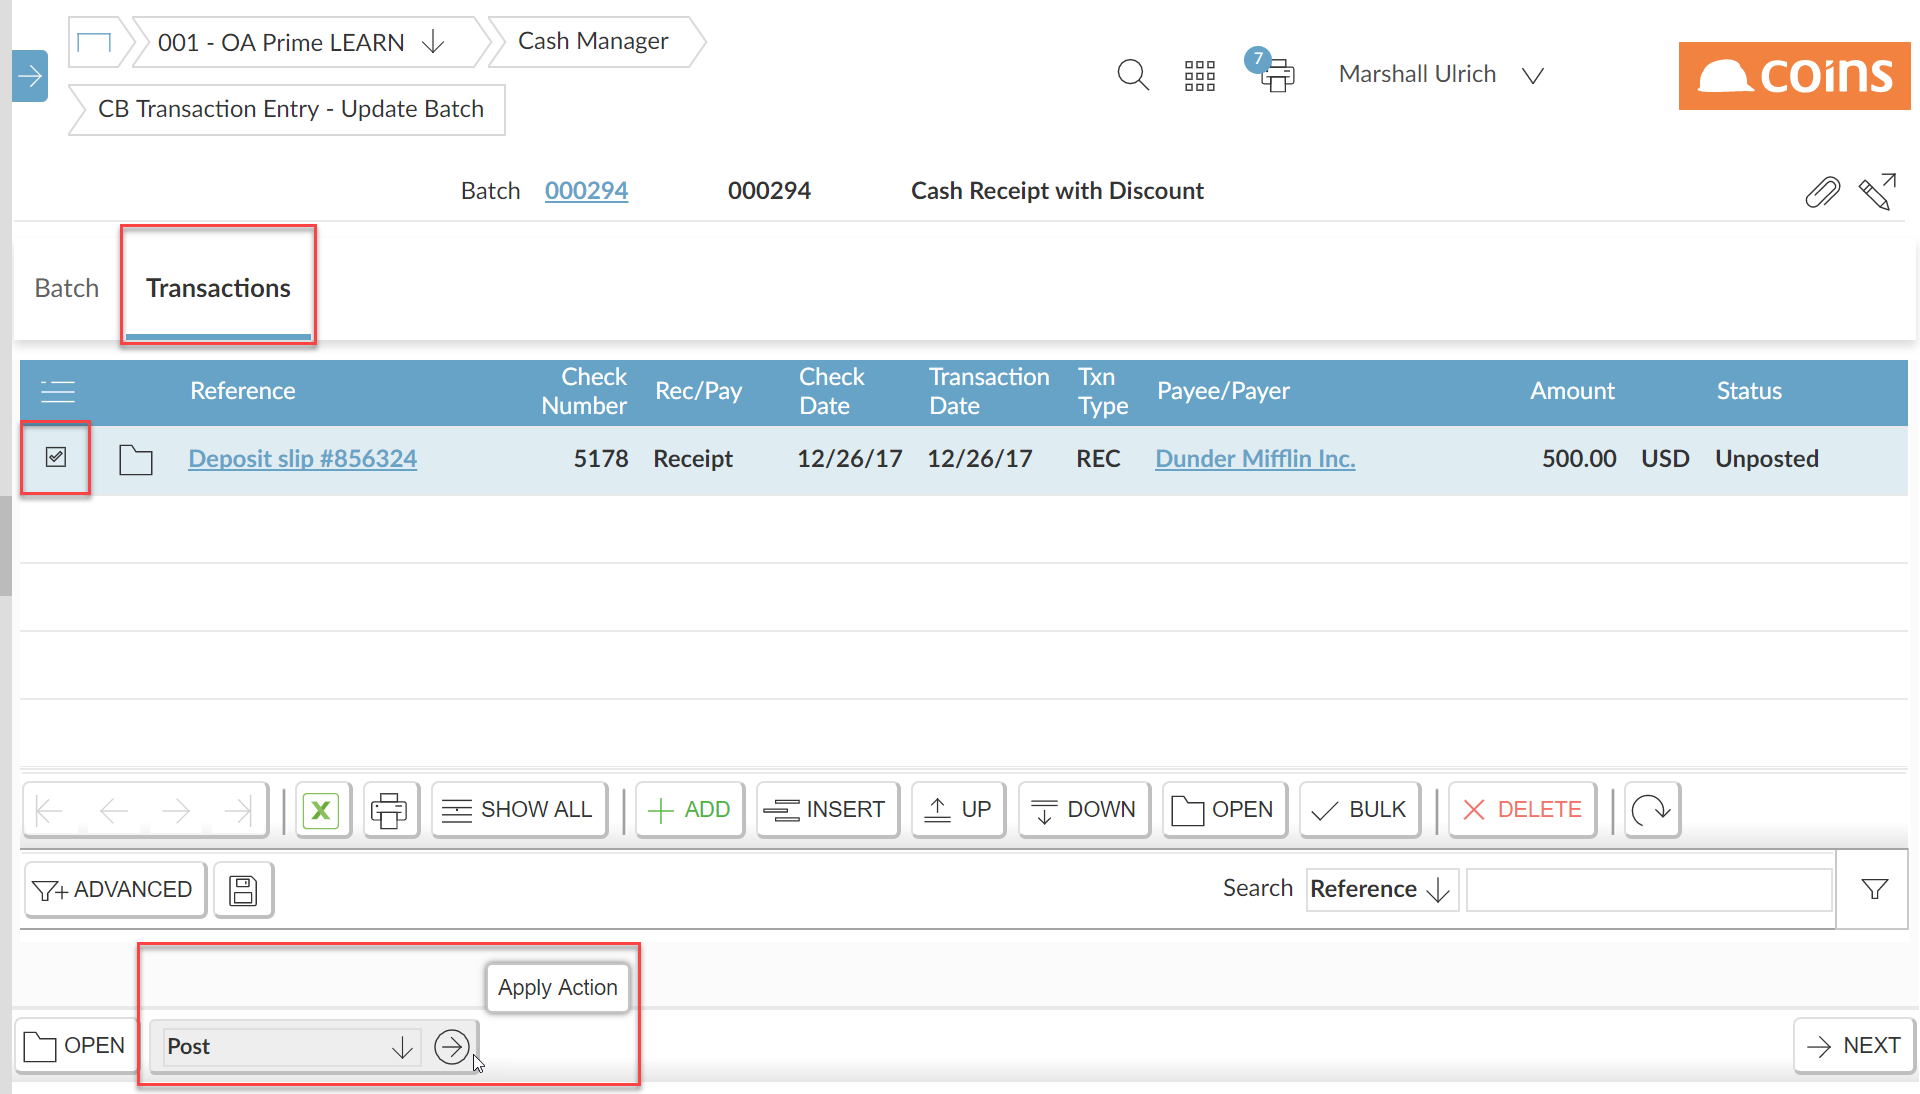 001 - OA Prime LEARN
Cash Manager
CB Transaction Entry - Update Batch
7
Marshall Ulrich
coins
Batch 000294 000294 Cash Receipt with Discount
Batch Transactions
Reference Check Number Rec/Pay Check Date Transaction Date Txn Type Payee/Payer Amount Status
Deposit slip #856324 5178 Receipt 12/26/17 12/26/17 REC Dunder Mifflin Inc. 500.00 USD Unposted
X SHOW ALL ADD INSERT UP DOWN OPEN BULK DELETE
ADVANCED Search Reference
Apply Action
OPEN Post NEXT